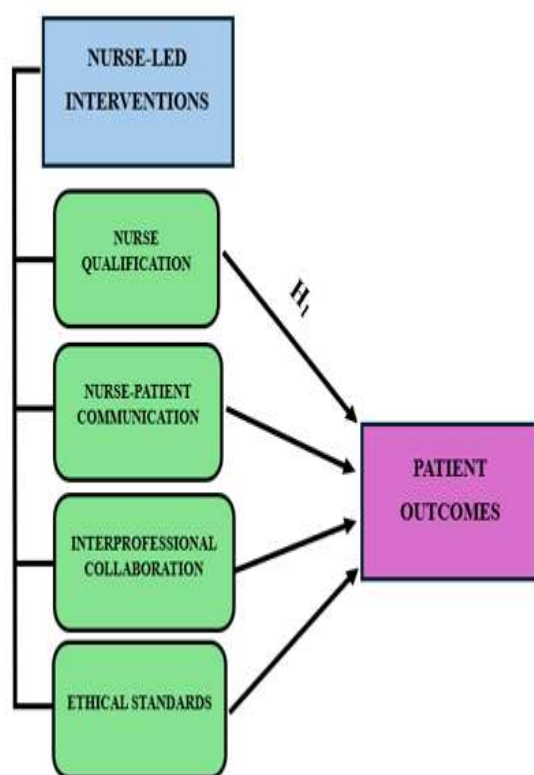 NURSE-LED
INTERVENTIONS
NURSE
QUALIFICATION
H₁
NURSE-PATIENT
COMMUNICATION
PATIENT
OUTCOMES
INTERPROFESSIONAL
COLLABORATION
ETHICAL STANDARDS